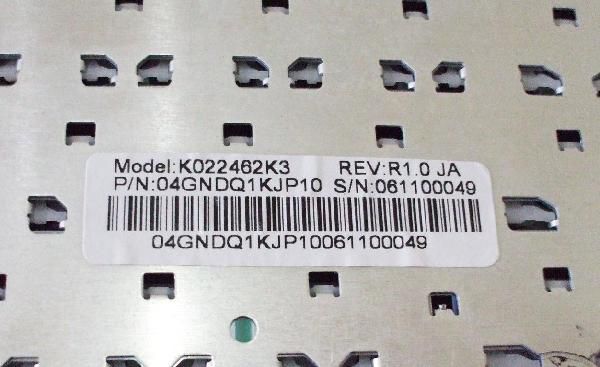 Model:K022462K3 REV:R1.0 JA
P/N:04GNDQ1KJP10 S/N:061100049
04GNDQ1KJP10061100049